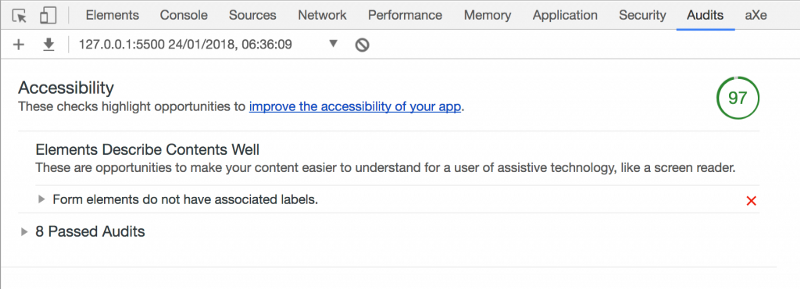 Elements Console Sources Network Performance Memory Application Security Audits aXe
127.0.0.1:5500 24/01/2018, 06:36:09
Accessibility
These checks highlight opportunities to improve the accessibility of your app.
97
Elements Describe Contents Well
These are opportunities to make your content easier to understand for a user of assistive technology, like a screen reader.
Form elements do not have associated labels.
8 Passed Audits